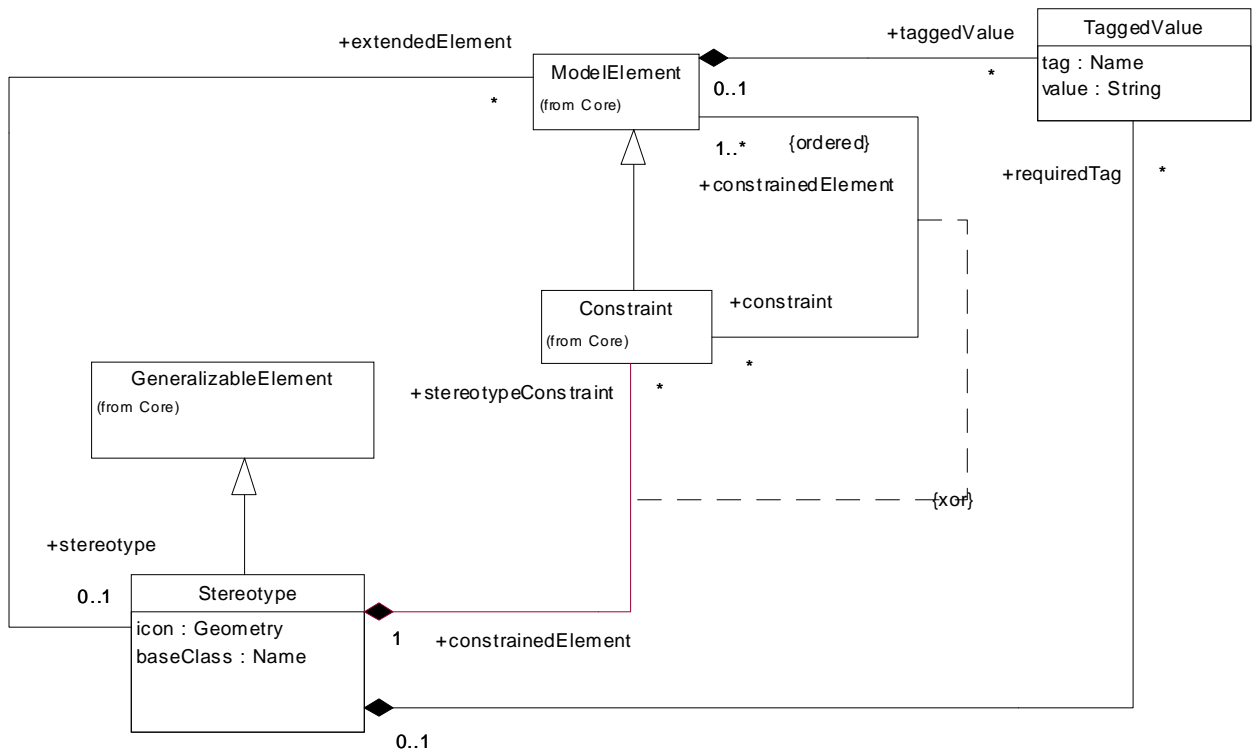 +extendedElement
+taggedValue
TaggedValue
tag : Name
value : String
ModelElement
(from Core)
*
0..1
*
1..*
{ordered}
+constrainedElement
+requiredTag
*
Constraint
(from Core)
+constraint
*
GeneralizableElement
(from Core)
+stereotypeConstraint
*
{xor}
+stereotype
0..1
Stereotype
icon : Geometry
baseClass : Name
1
+constrainedElement
0..1